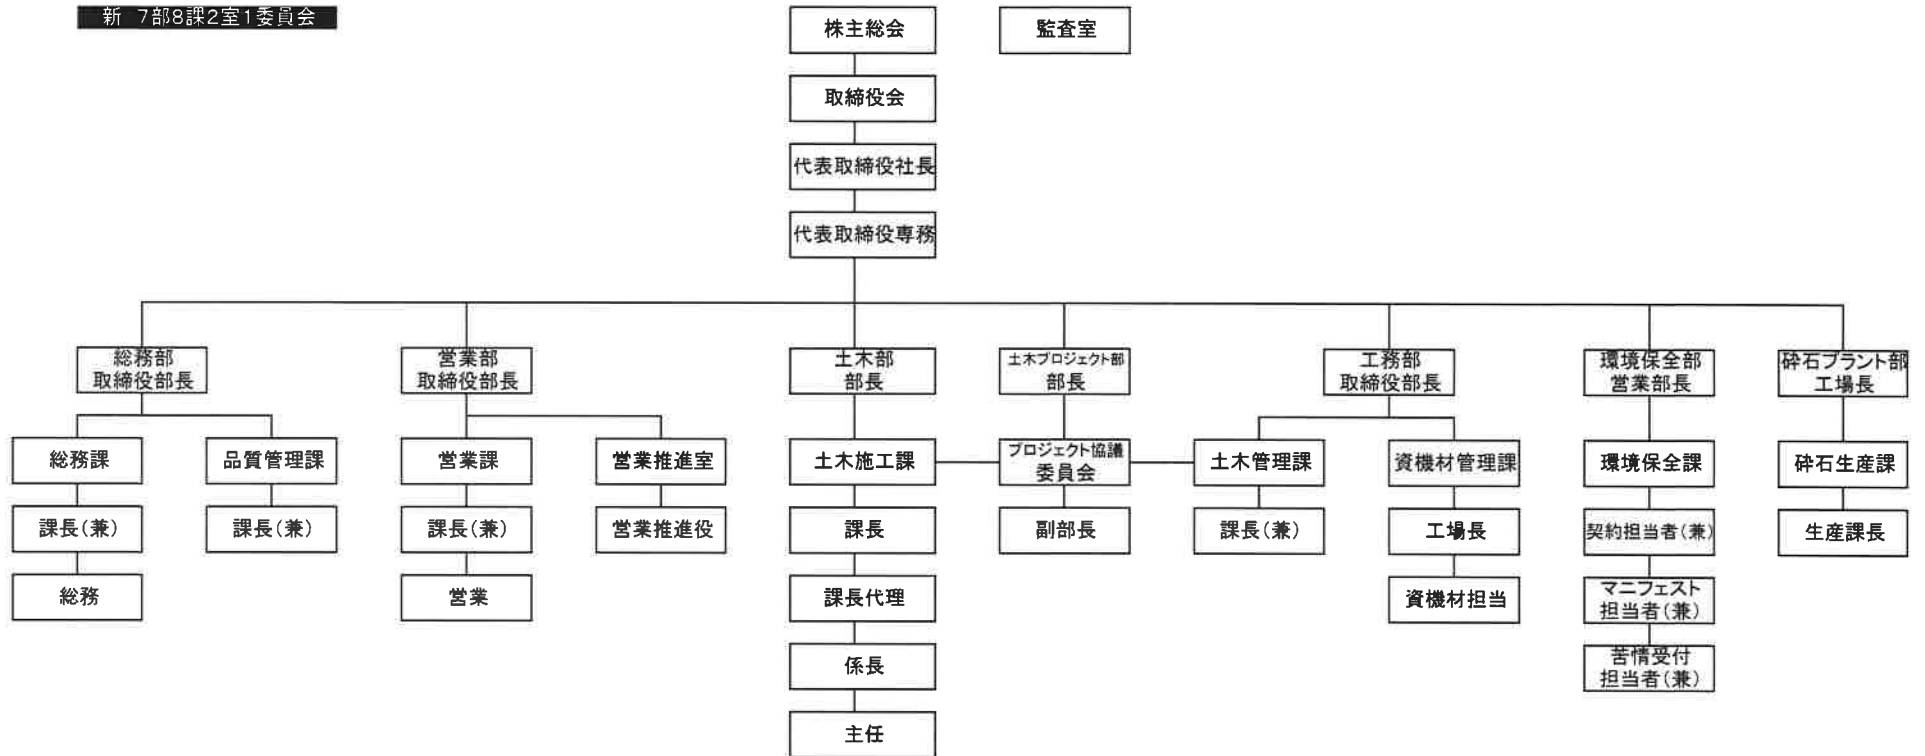 新 7部8課2室1委員会
株主総会
監査室
取締役会
代表取締役社長
代表取締役専務
総務部
取締役部長
営業部
取締役部長
土木部
部長
土木プロジェクト部
部長
工務部
取締役部長
環境保全部
営業部長
砕石プラント部
工場長
総務課
品質管理課
営業課
営業推進室
土木施工課
プロジェクト協議
委員会
土木管理課
資機材管理課
環境保全課
砕石生産課
課長(兼)
課長(兼)
課長(兼)
営業推進役
課長
副部長
課長(兼)
工場長
契約担当者(兼)
生産課長
総務
営業
課長代理
資機材担当
マニフェスト
担当者(兼)
係長
苦情受付
担当者(兼)
主任